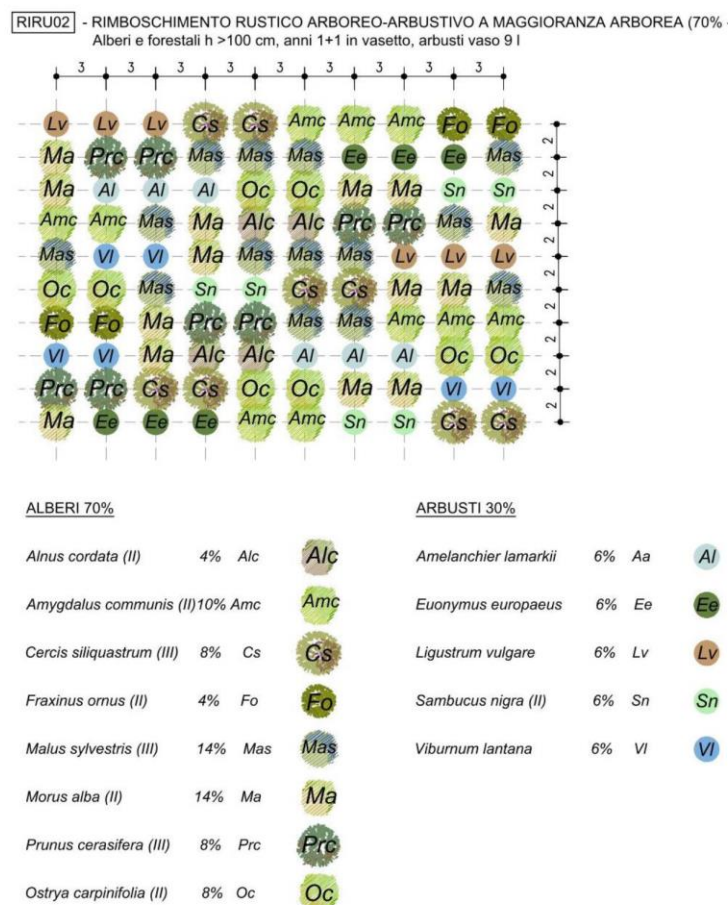 RIRU02 - RIMBOSCHIMENTO RUSTICO ARBOREO-ARBUSTIVO A MAGGIORANZA ARBOREA (70% -
Alberi e forestali h >100 cm, anni 1+1 in vasetto, arbusti vaso 9 l
3 3 3 3 3 3 3 3 3
Lv Lv Lv Cs Cs Amc Amc Amc Fo Fo
2
Ma Prc Prc Mas Mas Mas Ee Ee Ee Mas
2
Ma Al Al Al Oc Oc Ma Ma Sn Sn
2
Amc Amc Mas Ma Alc Alc Prc Prc Mas Ma
2
Mas Vl Vl Ma Mas Mas Mas Lv Lv Lv
2
Oc Oc Mas Sn Sn Cs Cs Ma Ma Mas
2
Fo Fo Ma Prc Prc Mas Mas Amc Amc Amc
2
Vl Vl Ma Alc Alc Al Al Al Oc Oc
2
Prc Prc Cs Cs Oc Oc Ma Ma Vl Vl
2
Ma Ee Ee Ee Amc Amc Sn Sn Cs Cs
ALBERI 70%
Alnus cordata (II) 4% Alc Alc
Amygdalus communis (II) 10% Amc Amc
Cercis siliquastrum (III) 8% Cs Cs
Fraxinus ornus (II) 4% Fo Fo
Malus sylvestris (III) 14% Mas Mas
Morus alba (II) 14% Ma Ma
Prunus cerasifera (III) 8% Prc Prc
Ostrya carpinifolia (II) 8% Oc Oc
ARBUSTI 30%
Amelanchier lamarkii 6% Aa Al
Euonymus europaeus 6% Ee Ee
Ligustrum vulgare 6% Lv Lv
Sambucus nigra (II) 6% Sn Sn
Viburnum lantana 6% Vl Vl